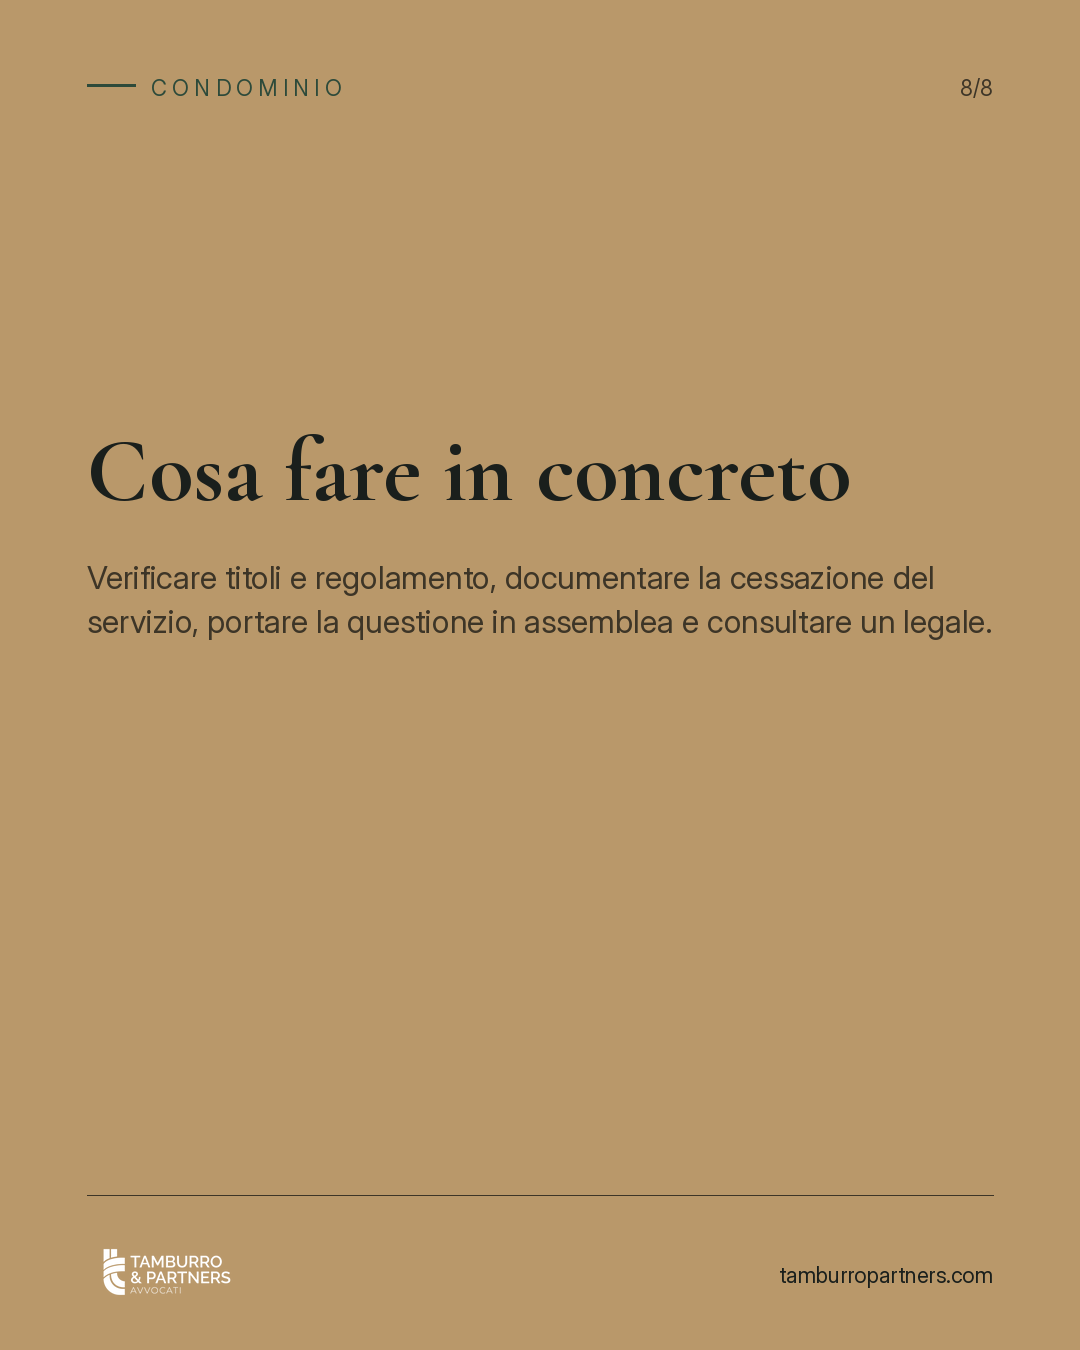 CONDOMINIO
8/8
Cosa fare in concreto
Verificare titoli e regolamento, documentare la cessazione del
servizio, portare la questione in assemblea e consultare un legale.
TAMBURRO
& PARTNERS
AVVOCATI
tamburropartners.com